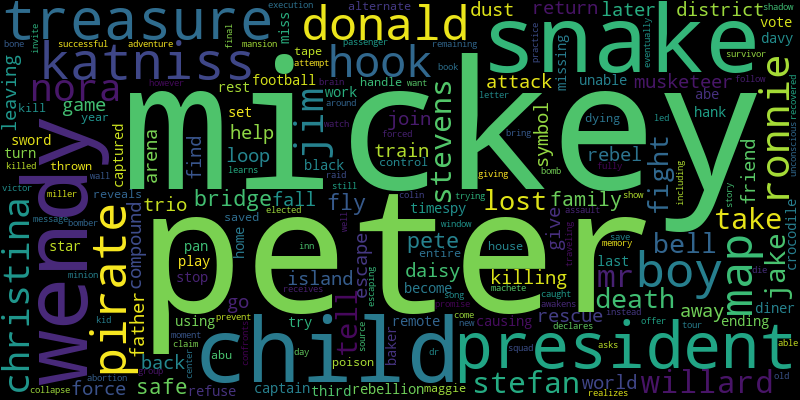 treasure
donald
snake
dust return later district
execution
alternate
shadow
invite
bone
successful adventure mansion
final
miss
katniss
hook
tape
passenger
attempt
remaining
missing
practice
eventually
survivor
vote
davy
leaving
nora
football
handle want
book
attack
unable
musketeer
abe
hank
kill
game
year
rest
brain
around
work
letter
dying
led
follow
mickey
jim
stevens
symbol
ronnie
sword
turn
captured
arena
set
help
however
watch
forced
join
train
control
bring
rebel
friend
unconscious
recovered
killed
thrown
find
loop
learns
black
raid
still
giving
bomb
fight
including
victor
miller
wall
reveals
trio
bridge
fall
fly
colin
trying
lost
family
show
story
wendy
christina
message
bomber
pirate
compound
saved
elected
timespy
window
assault
take
crocodile
peter
star
pan
play
stop
home
inn
escape
pete
entire
house
memory
save
bell
boy
map
jake
minion
father
island
daisy
become
killing
mr
give
traveling
last
death
away
diner
die
kid
go
receives
tell
well
escaping
song
machete
caught
awakens
rescue
instead
ending
using
prevent
try
remote
promise
causing
come
new
declares
offer
tour
able
moment
claim
back
abu
confronts
day
source
baker
child
president
collapse
abortion
group
center
safe
force
refuse
captain
third
poison
rebellion
dr
maggie
squad
asks
realizes
stefan
world
willard
old